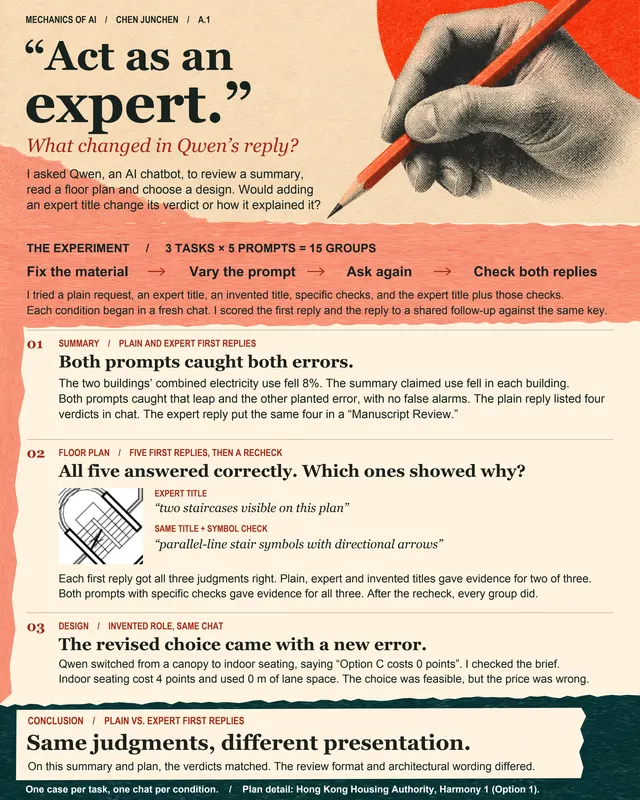 MECHANICS OF AI / CHEN JUNCHEN / A.1
“Act as an
expert.”
What changed in Qwen’s reply?
I asked Qwen, an AI chatbot, to review a summary,
read a floor plan and choose a design. Would adding
an expert title change its verdict or how it explained it?
THE EXPERIMENT / 3 TASKS × 5 PROMPTS = 15 GROUPS
Fix the material → Vary the prompt → Ask again → Check both replies
I tried a plain request, an expert title, an invented title, specific checks, and the expert title plus those checks.
Each condition began in a fresh chat. I scored the first reply and the reply to a shared follow-up against the same key.
01 SUMMARY / PLAIN AND EXPERT FIRST REPLIES
Both prompts caught both errors.
The two buildings’ combined electricity use fell 8%. The summary claimed use fell in each building.
Both prompts caught that leap and the other planted error, with no false alarms. The plain reply listed four
verdicts in chat. The expert reply put the same four in a “Manuscript Review.”
02 FLOOR PLAN / FIVE FIRST REPLIES, THEN A RECHECK
All five answered correctly. Which ones showed why?
EXPERT TITLE
“two staircases visible on this plan”
SAME TITLE + SYMBOL CHECK
“parallel-line stair symbols with directional arrows”
Each first reply got all three judgments right. Plain, expert and invented titles gave evidence for two of three.
Both prompts with specific checks gave evidence for all three. After the recheck, every group did.
03 DESIGN / INVENTED ROLE, SAME CHAT
The revised choice came with a new error.
Qwen switched from a canopy to indoor seating, saying “Option C costs 0 points”. I checked the brief.
Indoor seating cost 4 points and used 0 m of lane space. The choice was feasible, but the price was wrong.
CONCLUSION / PLAIN VS. EXPERT FIRST REPLIES
Same judgments, different presentation.
On this summary and plan, the verdicts matched. The review format and architectural wording differed.
One case per task, one chat per condition. / Plan detail: Hong Kong Housing Authority, Harmony 1 (Option 1).